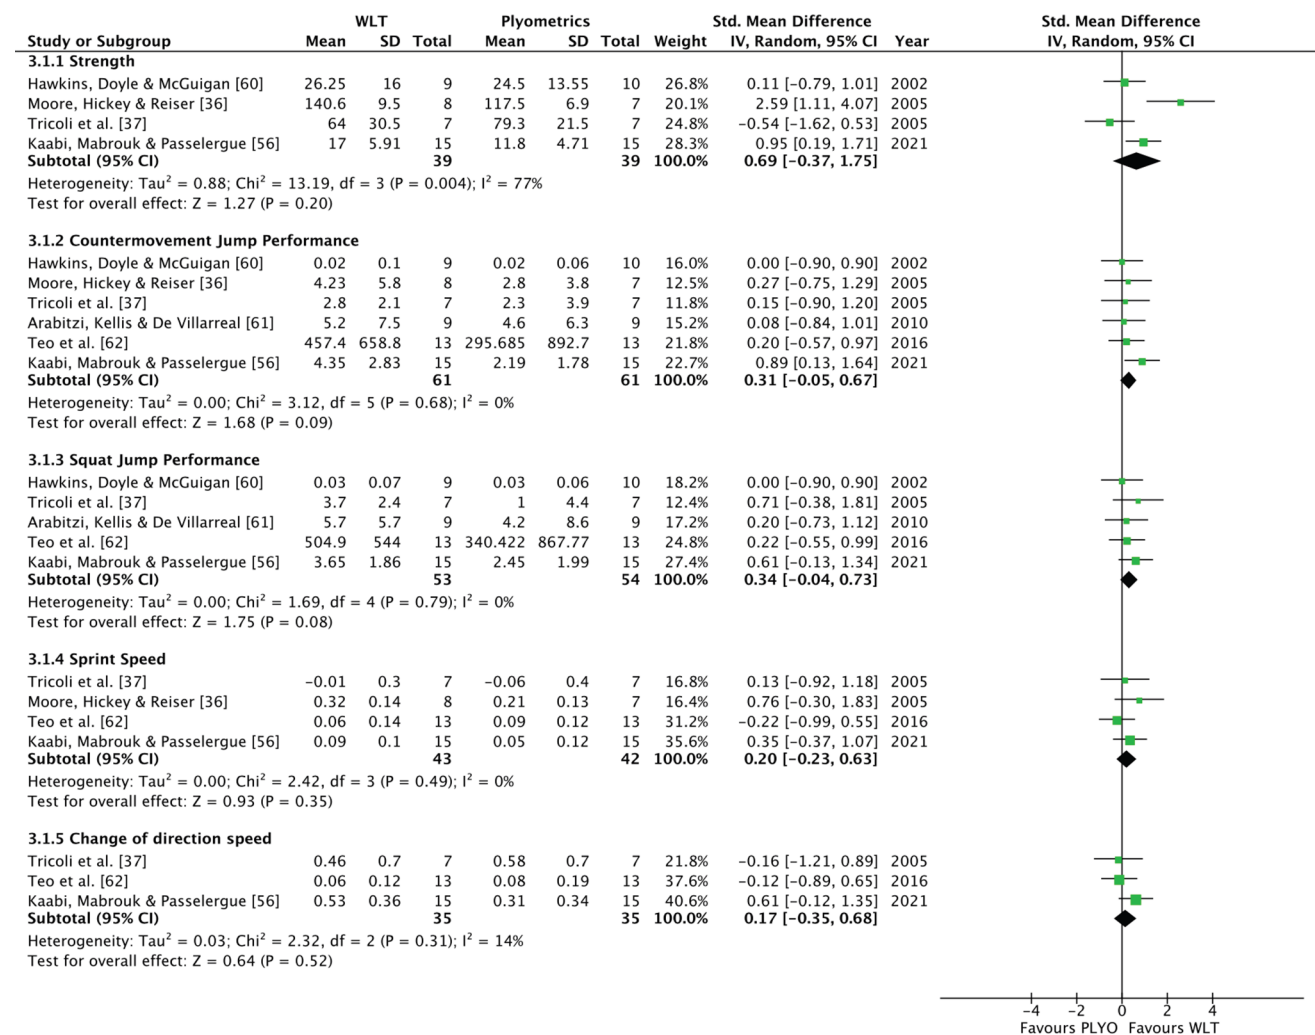 WLT Plyometrics Std. Mean Difference Std. Mean Difference
Study or Subgroup Mean SD Total Mean SD Total Weight IV, Random, 95% CI Year IV, Random, 95% CI
3.1.1 Strength
Hawkins, Doyle & McGuigan [60] 26.25 16 9 24.5 13.55 10 26.8% 0.11 [−0.79, 1.01] 2002
Moore, Hickey & Reiser [36] 140.6 9.5 8 117.5 6.9 7 20.1% 2.59 [1.11, 4.07] 2005
Tricoli et al. [37] 64 30.5 7 79.3 21.5 7 24.8% −0.54 [−1.62, 0.53] 2005
Kaabi, Mabrouk & Passelergue [56] 17 5.91 15 11.8 4.71 15 28.3% 0.95 [0.19, 1.71] 2021
Subtotal (95% CI) 39 39 100.0% 0.69 [−0.37, 1.75]
Heterogeneity: Tau² = 0.88; Chi² = 13.19, df = 3 (P = 0.004); I² = 77%
Test for overall effect: Z = 1.27 (P = 0.20)
3.1.2 Countermovement Jump Performance
Hawkins, Doyle & McGuigan [60] 0.02 0.1 9 0.02 0.06 10 16.0% 0.00 [−0.90, 0.90] 2002
Moore, Hickey & Reiser [36] 4.23 5.8 8 2.8 3.8 7 12.5% 0.27 [−0.75, 1.29] 2005
Tricoli et al. [37] 2.8 2.1 7 2.3 3.9 7 11.8% 0.15 [−0.90, 1.20] 2005
Arabitzi, Kellis & De Villarreal [61] 5.2 7.5 9 4.6 6.3 9 15.2% 0.08 [−0.84, 1.01] 2010
Teo et al. [62] 457.4 658.8 13 295.685 892.7 13 21.8% 0.20 [−0.57, 0.97] 2016
Kaabi, Mabrouk & Passelergue [56] 4.35 2.83 15 2.19 1.78 15 22.7% 0.89 [0.13, 1.64] 2021
Subtotal (95% CI) 61 61 100.0% 0.31 [−0.05, 0.67]
Heterogeneity: Tau² = 0.00; Chi² = 3.12, df = 5 (P = 0.68); I² = 0%
Test for overall effect: Z = 1.68 (P = 0.09)
3.1.3 Squat Jump Performance
Hawkins, Doyle & McGuigan [60] 0.03 0.07 9 0.03 0.06 10 18.2% 0.00 [−0.90, 0.90] 2002
Tricoli et al. [37] 3.7 2.4 7 1 4.4 7 12.4% 0.71 [−0.38, 1.81] 2005
Arabitzi, Kellis & De Villarreal [61] 5.7 5.7 9 4.2 8.6 9 17.2% 0.20 [−0.73, 1.12] 2010
Teo et al. [62] 504.9 544 13 340.422 867.77 13 24.8% 0.22 [−0.55, 0.99] 2016
Kaabi, Mabrouk & Passelergue [56] 3.65 1.86 15 2.45 1.99 15 27.4% 0.61 [−0.13, 1.34] 2021
Subtotal (95% CI) 53 54 100.0% 0.34 [−0.04, 0.73]
Heterogeneity: Tau² = 0.00; Chi² = 1.69, df = 4 (P = 0.79); I² = 0%
Test for overall effect: Z = 1.75 (P = 0.08)
3.1.4 Sprint Speed
Tricoli et al. [37] −0.01 0.3 7 −0.06 0.4 7 16.8% 0.13 [−0.92, 1.18] 2005
Moore, Hickey & Reiser [36] 0.32 0.14 8 0.21 0.13 7 16.4% 0.76 [−0.30, 1.83] 2005
Teo et al. [62] 0.06 0.14 13 0.09 0.12 13 31.2% −0.22 [−0.99, 0.55] 2016
Kaabi, Mabrouk & Passelergue [56] 0.09 0.1 15 0.05 0.12 15 35.6% 0.35 [−0.37, 1.07] 2021
Subtotal (95% CI) 43 42 100.0% 0.20 [−0.23, 0.63]
Heterogeneity: Tau² = 0.00; Chi² = 2.42, df = 3 (P = 0.49); I² = 0%
Test for overall effect: Z = 0.93 (P = 0.35)
3.1.5 Change of direction speed
Tricoli et al. [37] 0.46 0.7 7 0.58 0.7 7 21.8% −0.16 [−1.21, 0.89] 2005
Teo et al. [62] 0.06 0.12 13 0.08 0.19 13 37.6% −0.12 [−0.89, 0.65] 2016
Kaabi, Mabrouk & Passelergue [56] 0.53 0.36 15 0.31 0.34 15 40.6% 0.61 [−0.12, 1.35] 2021
Subtotal (95% CI) 35 35 100.0% 0.17 [−0.35, 0.68]
Heterogeneity: Tau² = 0.03; Chi² = 2.32, df = 2 (P = 0.31); I² = 14%
Test for overall effect: Z = 0.64 (P = 0.52)
−4 −2 0 2 4
Favours PLYO Favours WLT